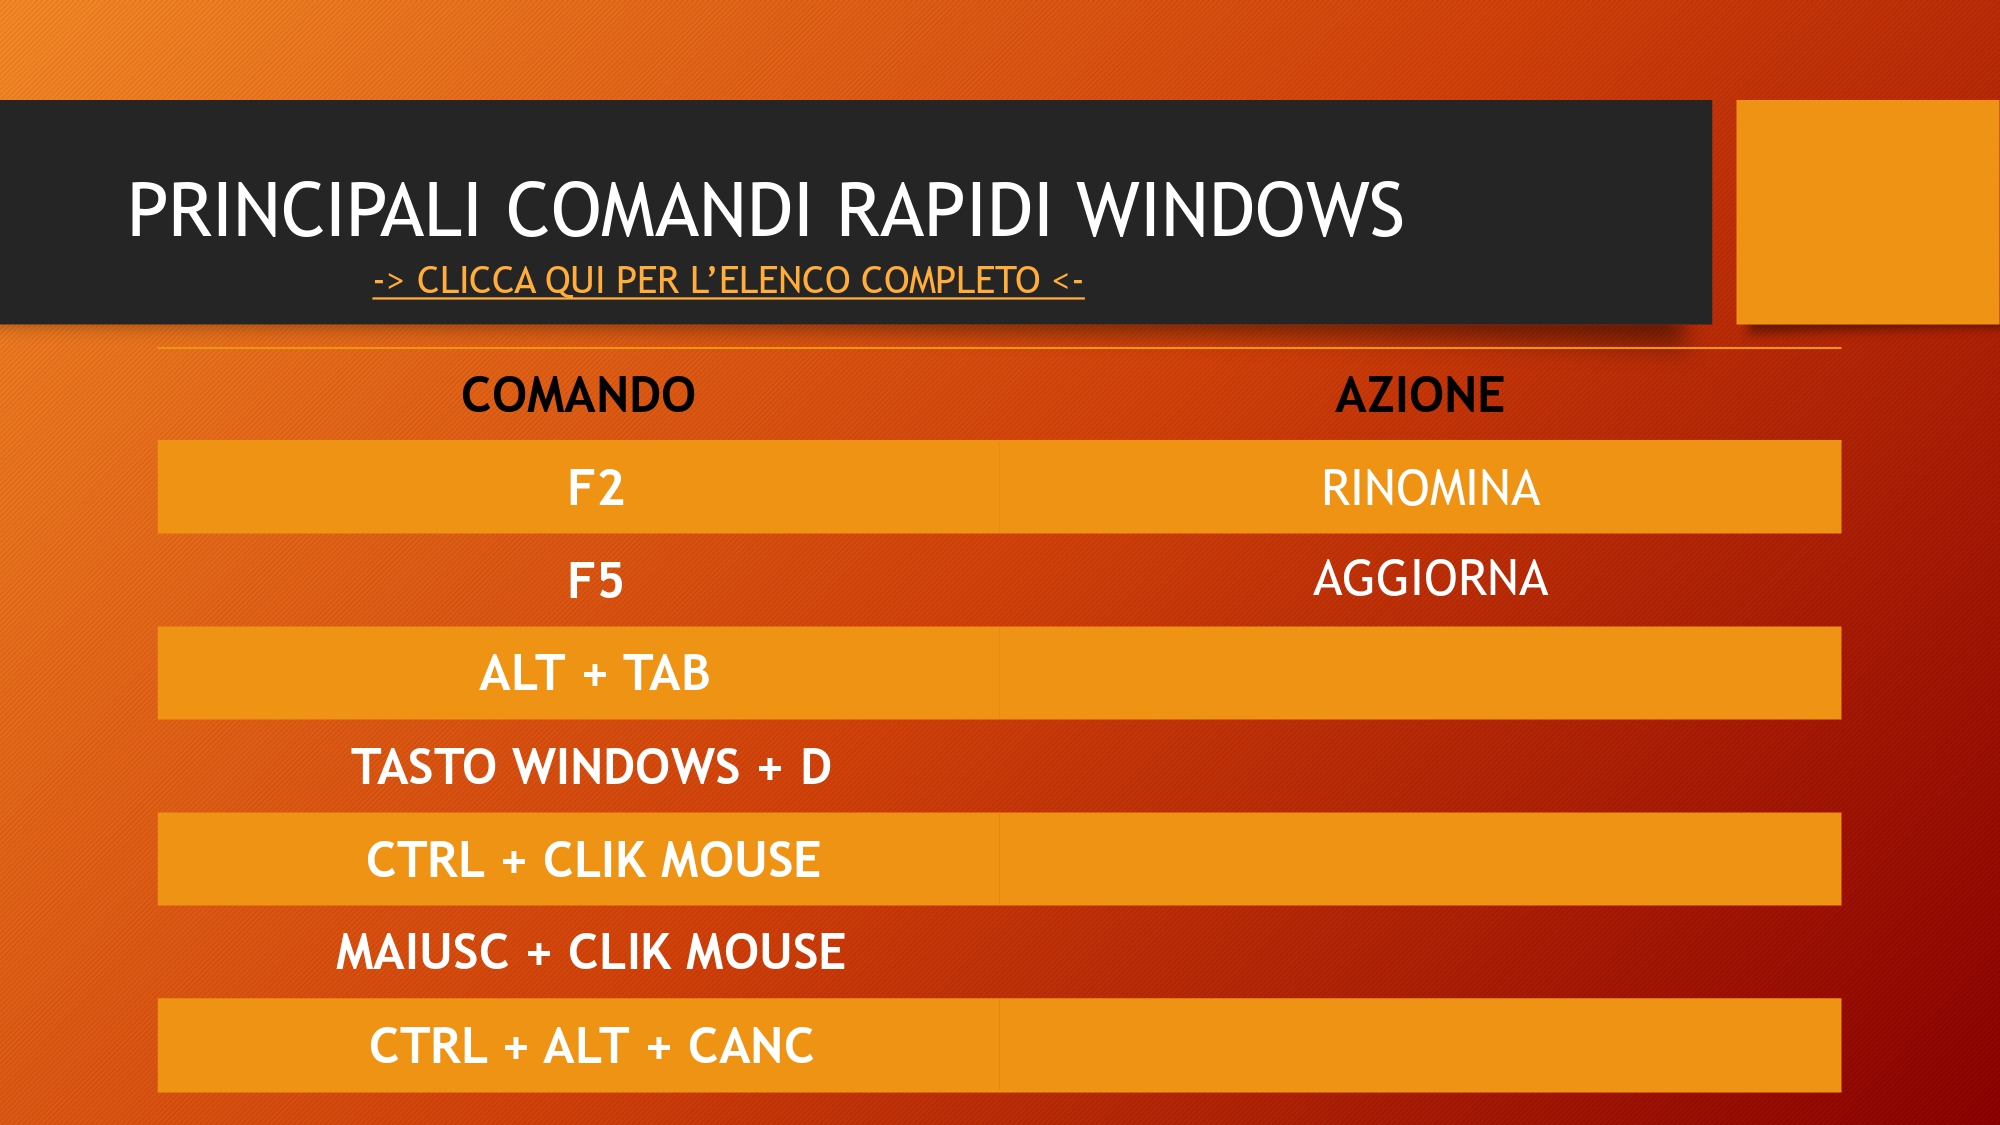 PRINCIPALI COMANDI RAPIDI WINDOWS
-> CLICCA QUI PER L’ELENCO COMPLETO <-
COMANDO AZIONE
F2 RINOMINA
F5 AGGIORNA
ALT + TAB
TASTO WINDOWS + D
CTRL + CLIK MOUSE
MAIUSC + CLIK MOUSE
CTRL + ALT + CANC